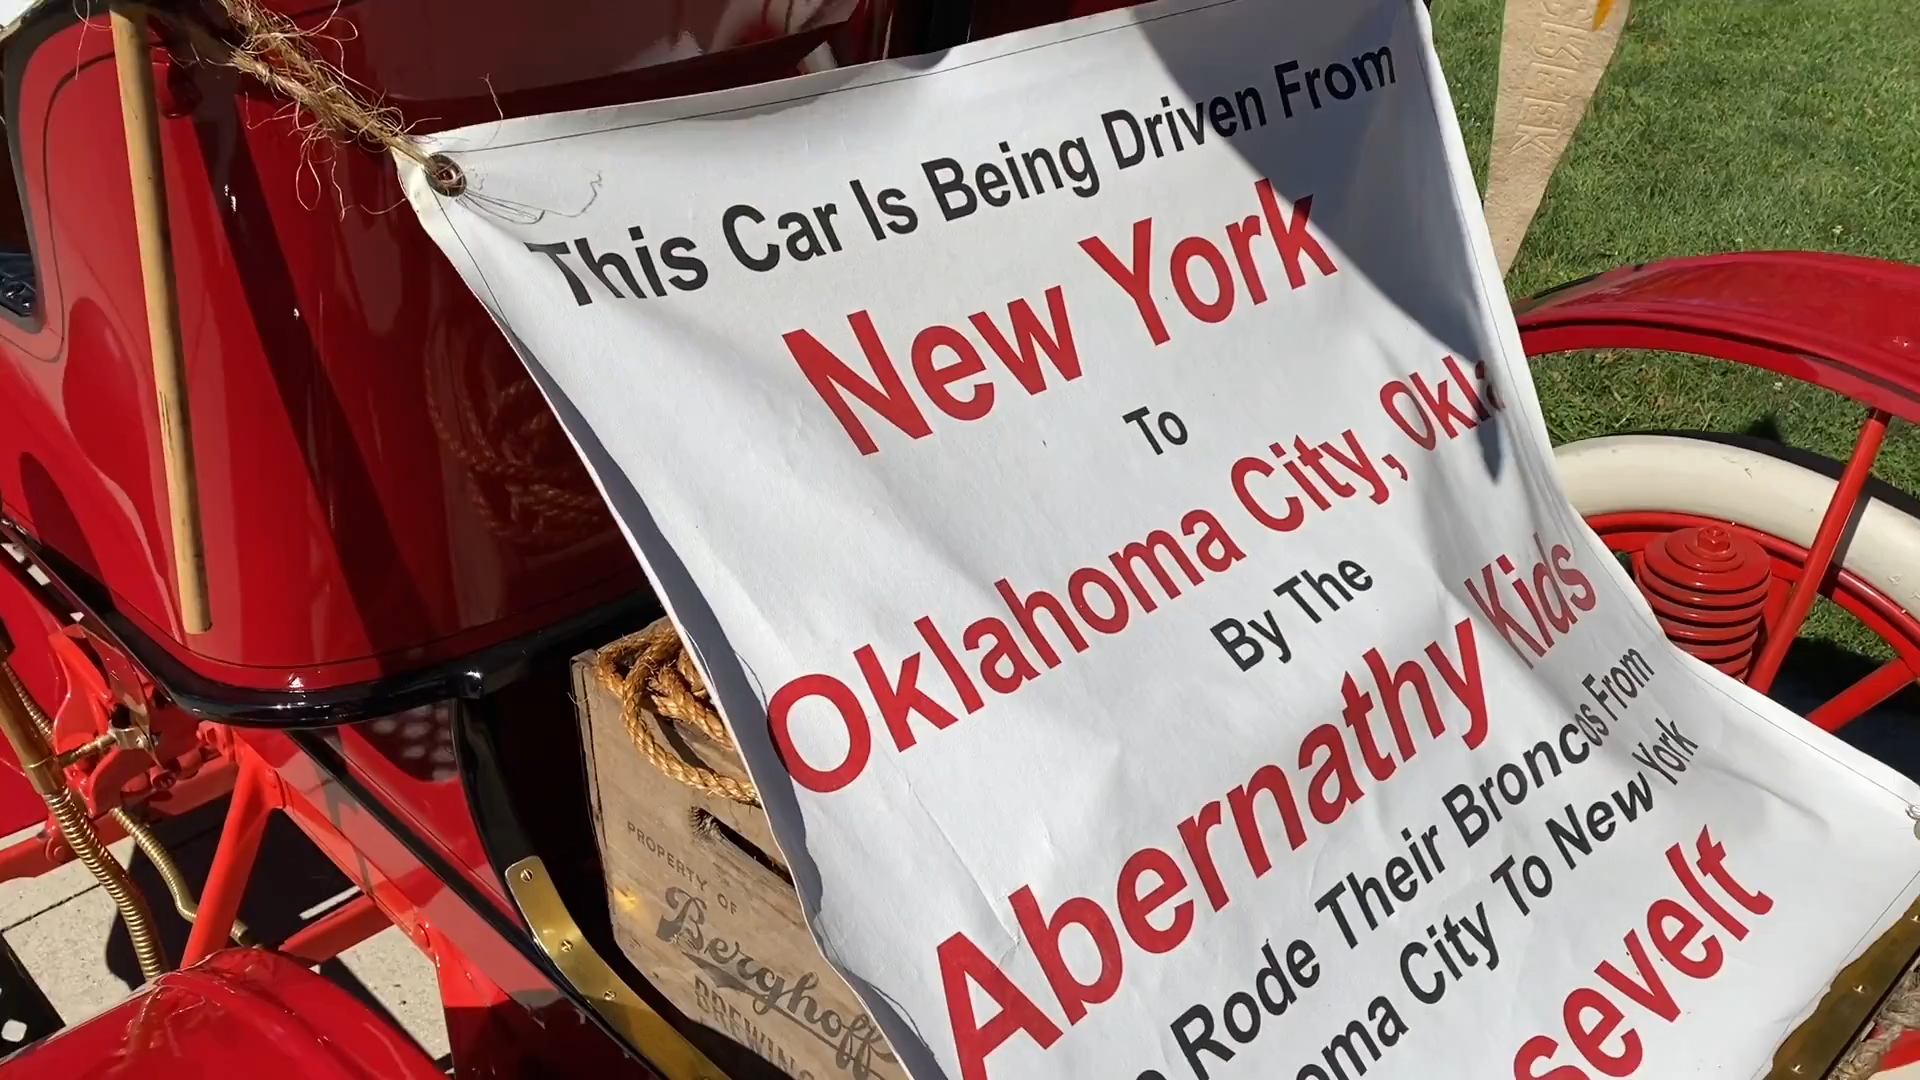 This Car Is Being Driven From
New York
To
Oklahoma City, Okla
By The
Abernathy Kids
Rode Their Broncos From
City To New York
PROPERTY OF
Berghoff